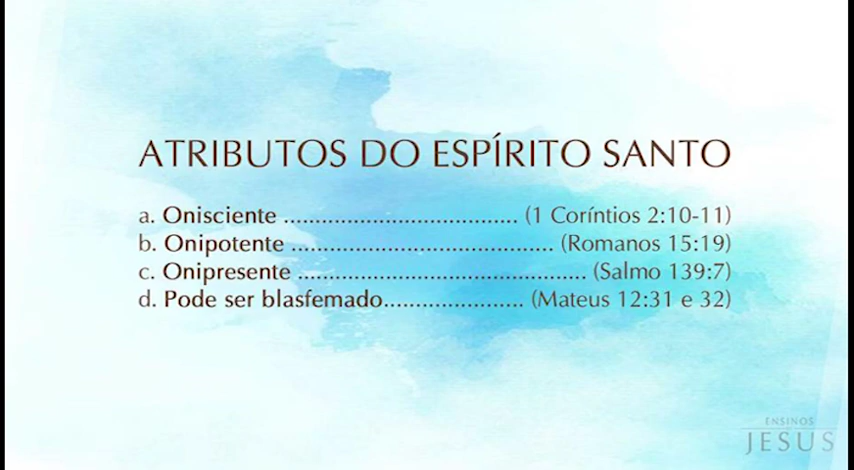 ATRIBUTOS DO ESPÍRITO SANTO
a. Onisciente ..................................... (1 Coríntios 2:10-11)
b. Onipotente .......................................... (Romanos 15:19)
c. Onipresente .............................................. (Salmo 139:7)
d. Pode ser blasfemado...................... (Mateus 12:31 e 32)
ENSINOS
JESUS